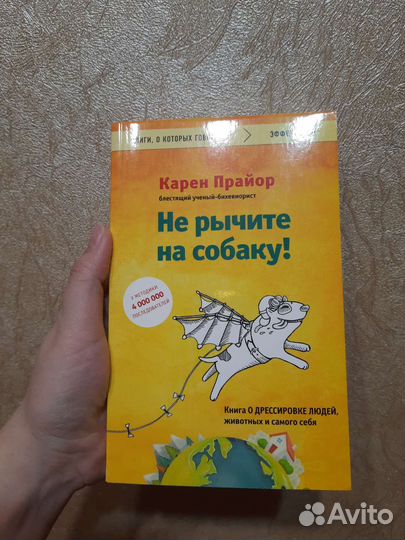 КНИГИ, О КОТОРЫХ ГОВ
ЭФФЕ
Карен Прайор
блестящий ученый-бихевиорист
Не рычите
на собаку!
У МЕТОДИКИ
4 000 000
ПОСЛЕДОВАТЕЛЕЙ
Книга О ДРЕССИРОВКЕ ЛЮДЕЙ,
животных и самого себя
Avito